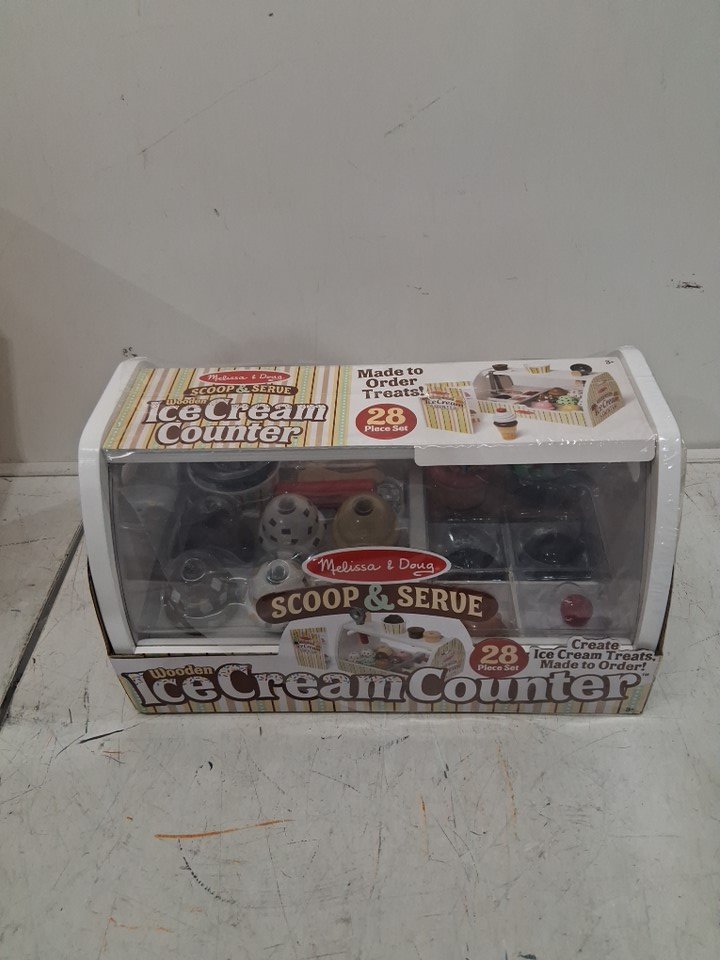 Melissa & Doug
SCOOP & SERVE
Wooden
Ice Cream
Counter
Made to
Order
Treats!
28
Piece Set
3+
Melissa & Doug
SCOOP & SERVE
28
Piece Set
Create
Ice Cream Treats,
Made to Order!
Wooden
Ice Cream Counter™